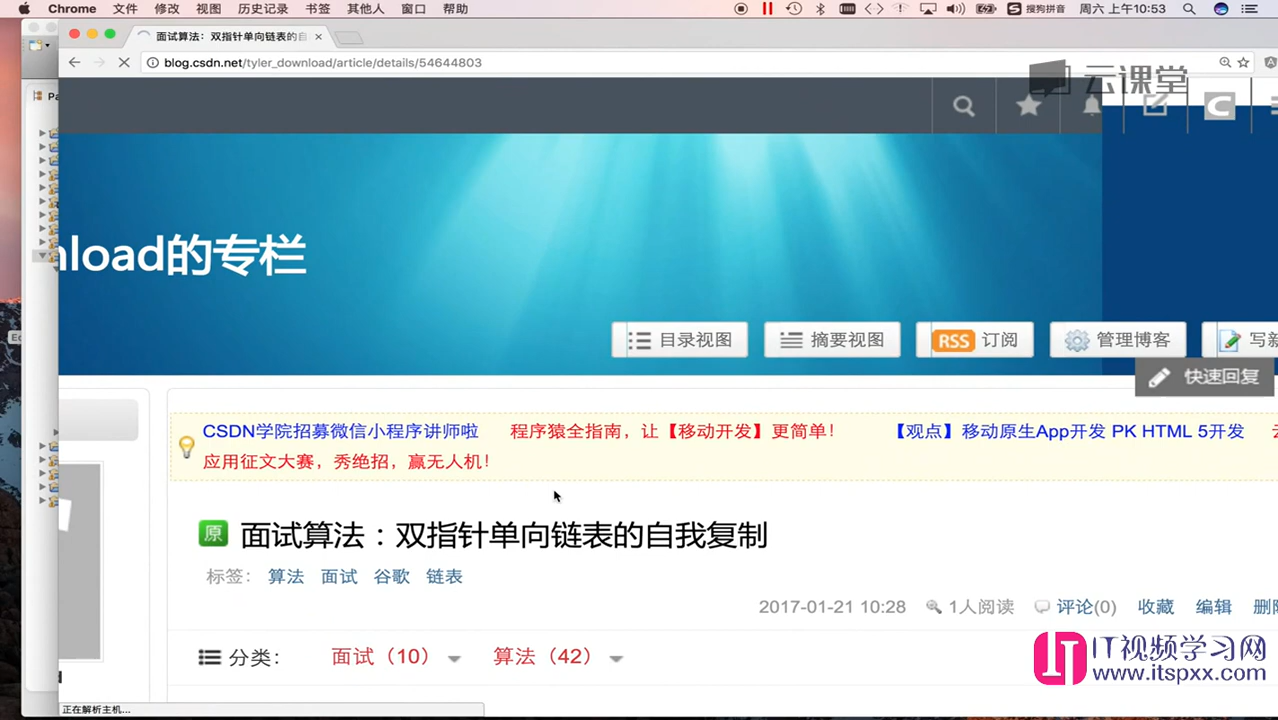 Chrome 文件 修改 视图 历史记录 书签 其他人 窗口 帮助 搜狗拼音 周六 上午10:53
面试算法：双指针单向链表的自
blog.csdn.net/tyler_download/article/details/54644803
云课堂
nload的专栏
目录视图 摘要视图 RSS 订阅 管理博客 写新
快速回复
CSDN学院招募微信小程序讲师啦 程序猿全指南，让【移动开发】更简单！ 【观点】移动原生App开发 PK HTML 5开发
应用征文大赛，秀绝招，赢无人机！
原 面试算法：双指针单向链表的自我复制
标签： 算法 面试 谷歌 链表
2017-01-21 10:28 1人阅读 评论(0) 收藏 编辑 删除
分类： 面试（10） 算法（42）
IT视频学习网
www.itspxx.com
正在解析主机...